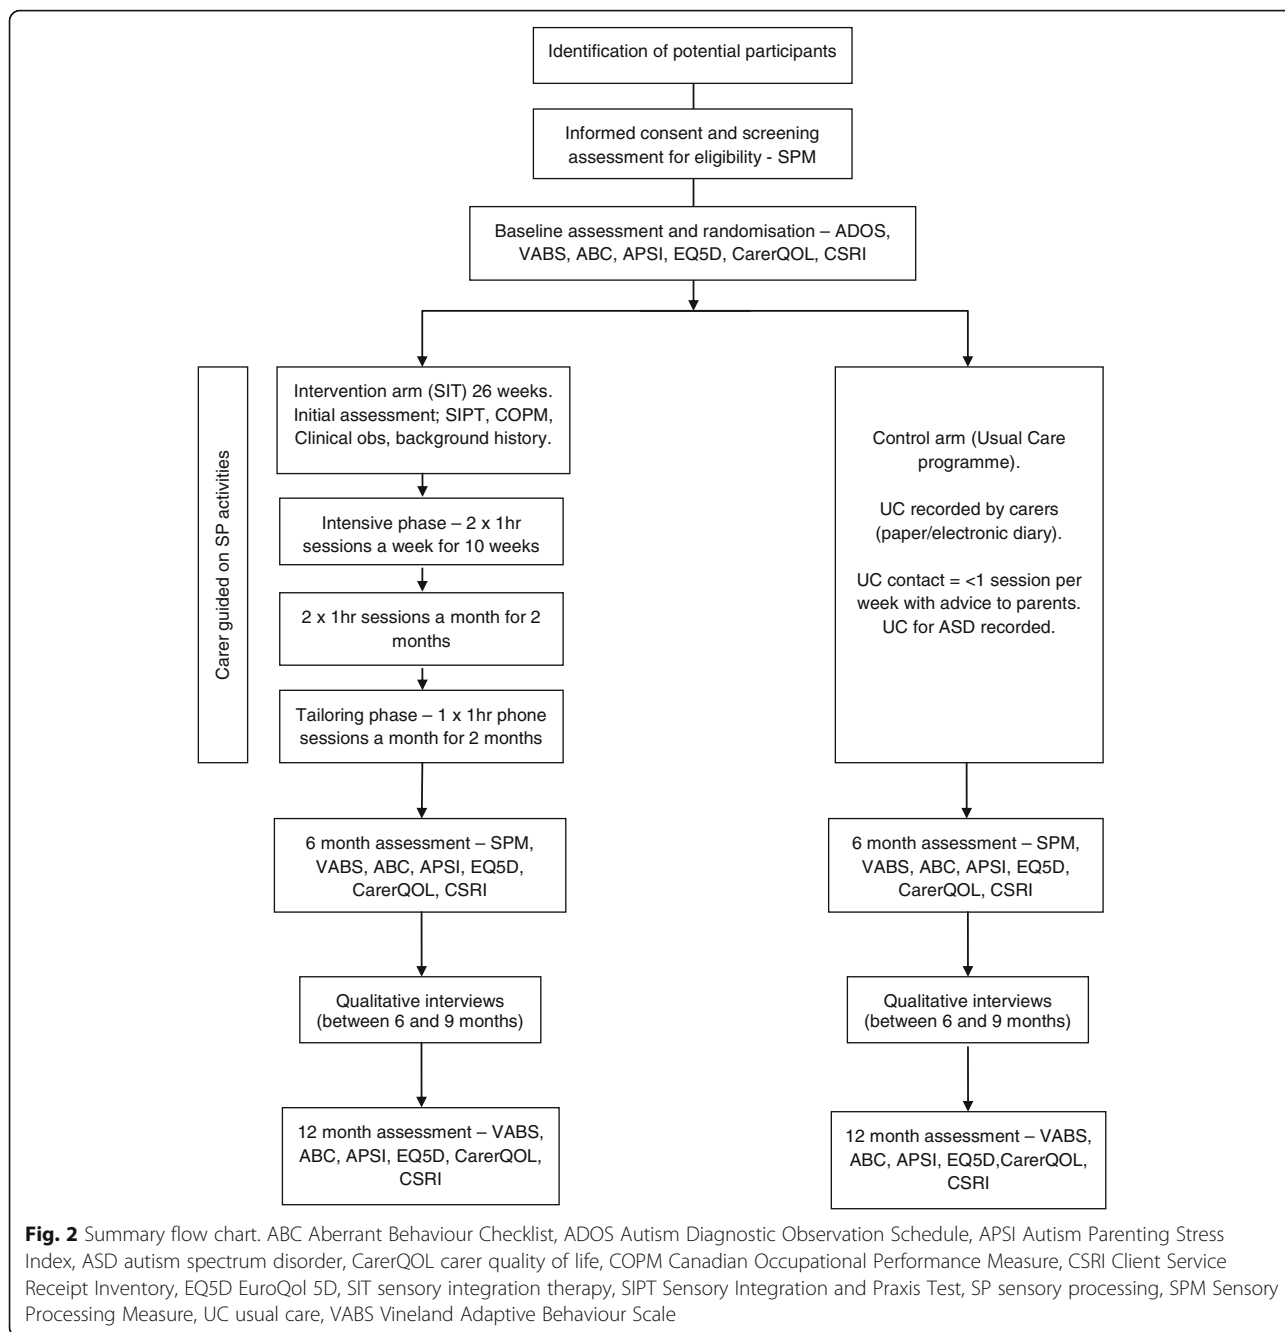 Identification of potential participants
Informed consent and screening
assessment for eligibility - SPM
Baseline assessment and randomisation – ADOS,
VABS, ABC, APSI, EQ5D, CarerQOL, CSRI
Carer guided on SP activities
Intervention arm (SIT) 26 weeks.
Initial assessment; SIPT, COPM,
Clinical obs, background history.
Intensive phase – 2 x 1hr
sessions a week for 10 weeks
2 x 1hr sessions a month for 2
months
Tailoring phase – 1 x 1hr phone
sessions a month for 2 months
6 month assessment – SPM,
VABS, ABC, APSI, EQ5D,
CarerQOL, CSRI
Qualitative interviews
(between 6 and 9 months)
12 month assessment – VABS,
ABC, APSI, EQ5D, CarerQOL,
CSRI
Control arm (Usual Care
programme).
UC recorded by carers
(paper/electronic diary).
UC contact = <1 session per
week with advice to parents.
UC for ASD recorded.
6 month assessment – SPM,
VABS, ABC, APSI, EQ5D,
CarerQOL, CSRI
Qualitative interviews
(between 6 and 9 months)
12 month assessment – VABS,
ABC, APSI, EQ5D,CarerQOL,
CSRI
Fig. 2 Summary flow chart. ABC Aberrant Behaviour Checklist, ADOS Autism Diagnostic Observation Schedule, APSI Autism Parenting Stress
Index, ASD autism spectrum disorder, CarerQOL carer quality of life, COPM Canadian Occupational Performance Measure, CSRI Client Service
Receipt Inventory, EQ5D EuroQol 5D, SIT sensory integration therapy, SIPT Sensory Integration and Praxis Test, SP sensory processing, SPM Sensory
Processing Measure, UC usual care, VABS Vineland Adaptive Behaviour Scale